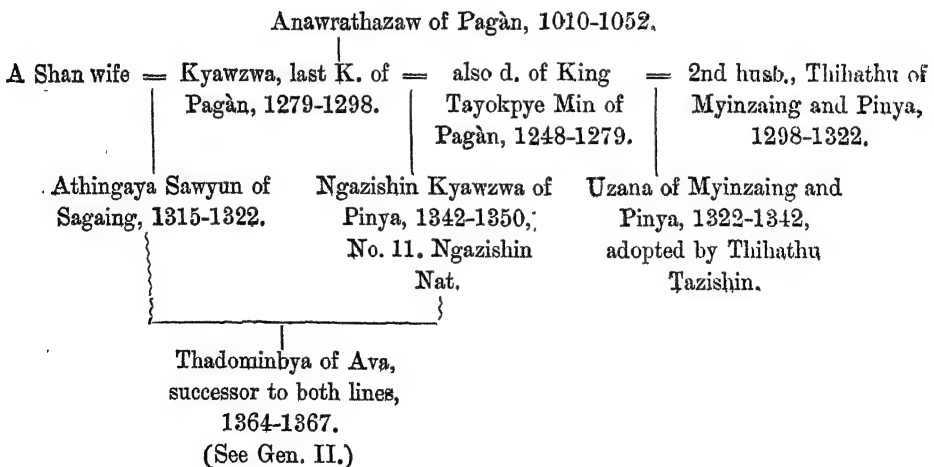 Anawrathazaw of Pagàn, 1010-1052.
A Shan wife = Kyawzwa, last K. of = also d. of King = 2nd husb., Thihathu of
Pagàn, 1279-1298. Tayokpye Min of Myinzaing and Pinya,
Pagàn, 1248-1279. 1298-1322.
Athingaya Sawyun of Ngazishin Kyawzwa of Uzana of Myinzaing and
Sagaing, 1315-1322. Pinya, 1342-1350, Pinya, 1322-1342,
No. 11. Ngazishin adopted by Thihathu
Nat. Tazishin.
Thadominbya of Ava,
successor to both lines,
1364-1367.
(See Gen. II.)